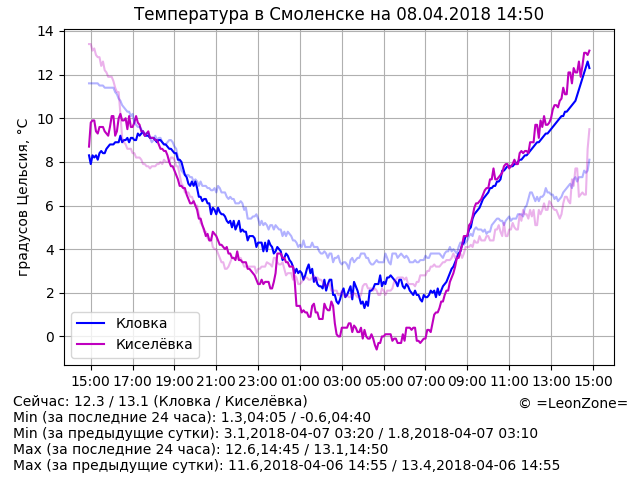 Температура в Смоленске на 08.04.2018 14:50
градусов Цельсия, °C
14
12
10
8
6
4
2
0
Кловка
Киселёвка
15:00 17:00 19:00 21:00 23:00 01:00 03:00 05:00 07:00 09:00 11:00 13:00 15:00
Сейчас: 12.3 / 13.1 (Кловка / Киселёвка)
© =LeonZone=
Min (за последние 24 часа): 1.3,04:05 / -0.6,04:40
Min (за предыдущие сутки): 3.1,2018-04-07 03:20 / 1.8,2018-04-07 03:10
Max (за последние 24 часа): 12.6,14:45 / 13.1,14:50
Max (за предыдущие сутки): 11.6,2018-04-06 14:55 / 13.4,2018-04-06 14:55